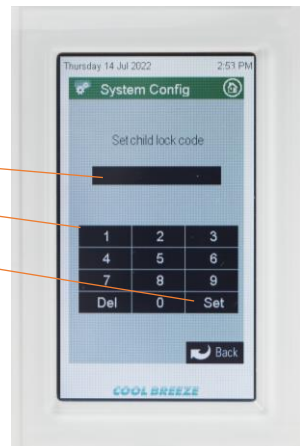 Thursday 14 Jul 2022 2:53 PM
System Config
Set child lock code
1 2 3
4 5 6
7 8 9
Del 0 Set
Back
COOL BREEZE